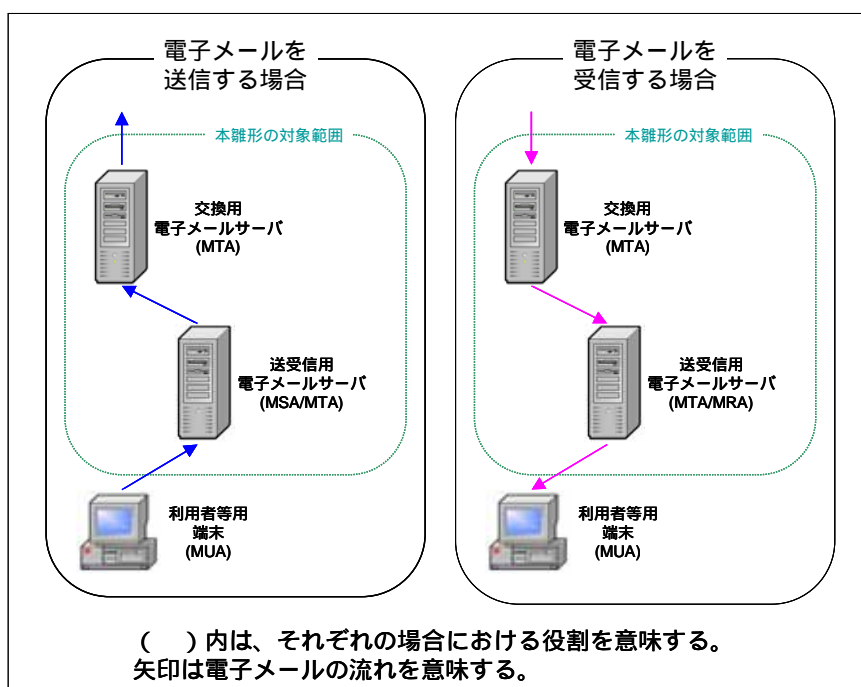 電子メールを
送信する場合
本雛形の対象範囲
交換用
電子メールサーバ
(MTA)
送受信用
電子メールサーバ
(MSA/MTA)
利用者等用
端末
(MUA)
電子メールを
受信する場合
本雛形の対象範囲
交換用
電子メールサーバ
(MTA)
送受信用
電子メールサーバ
(MTA/MRA)
利用者等用
端末
(MUA)
(　)内は、それぞれの場合における役割を意味する。
矢印は電子メールの流れを意味する。